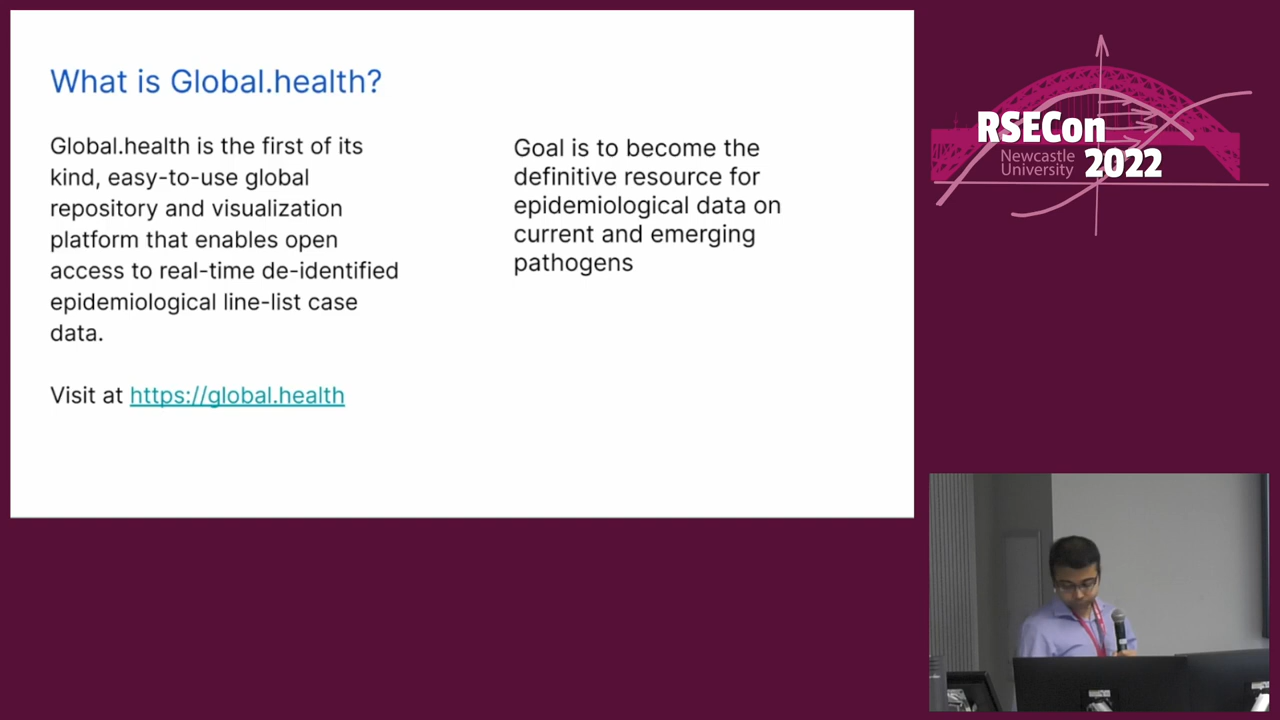 What is Global.health?
Global.health is the first of its
kind, easy-to-use global
repository and visualization
platform that enables open
access to real-time de-identified
epidemiological line-list case
data.
Visit at https://global.health
Goal is to become the
definitive resource for
epidemiological data on
current and emerging
pathogens
RSECon
Newcastle
University
2022